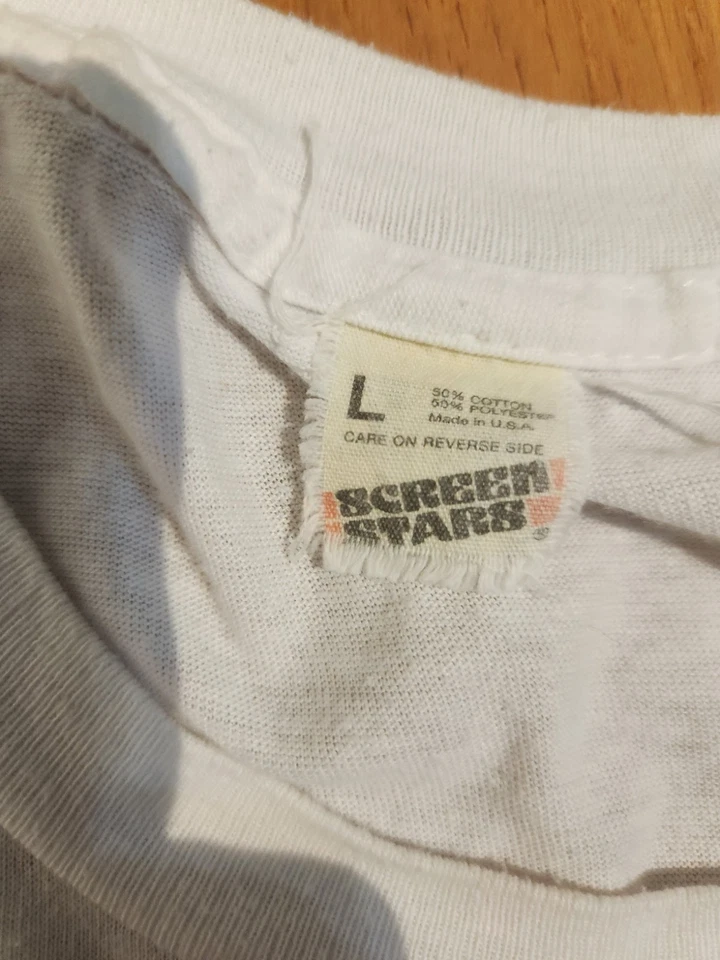 L
50% COTTON
50% POLYESTER
Made in U.S.A.
CARE ON REVERSE SIDE
SCREEN
STARS
®